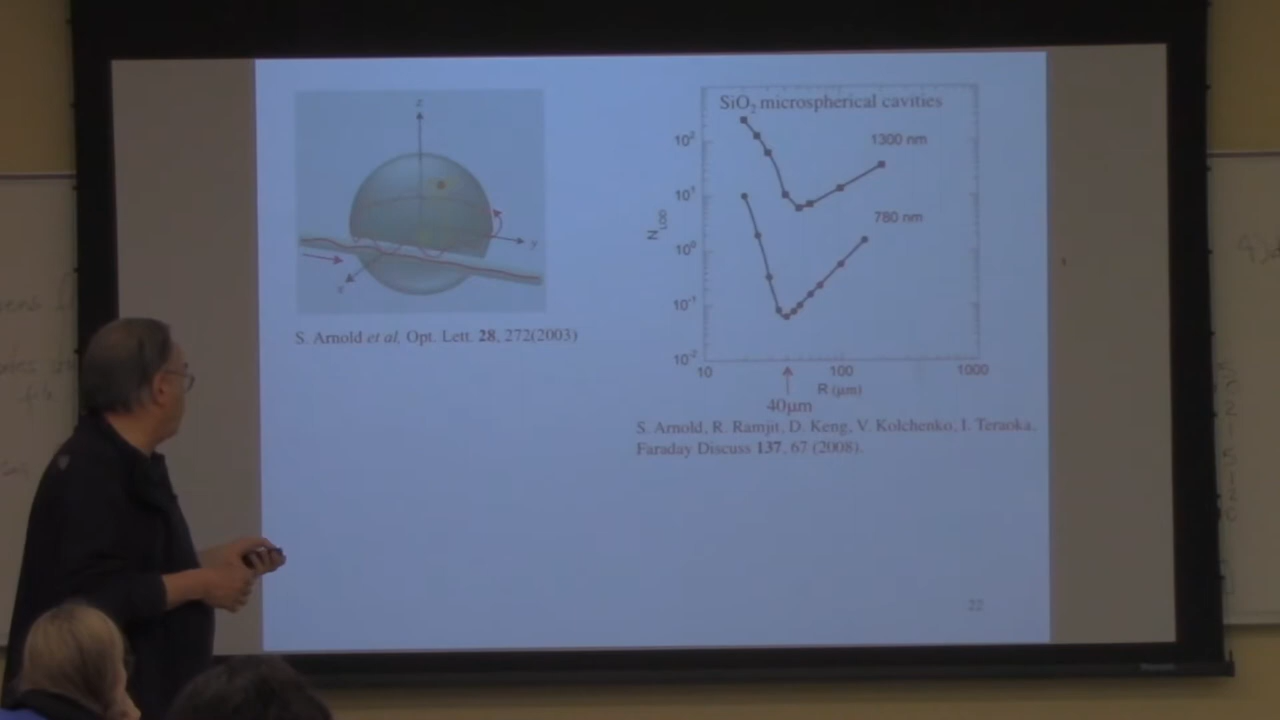 z
y
S. Arnold et al. Opt. Lett. 28, 272(2003)
SiO2 microspherical cavities
1300 nm
780 nm
10²
10¹
10⁰
10⁻¹
10⁻²
N_LOD
10
100
1000
R (μm)
40μm
S. Arnold, R. Ramjit, D. Keng, V. Kolchenko, I. Teraoka,
Faraday Discuss 137, 67 (2008).
22